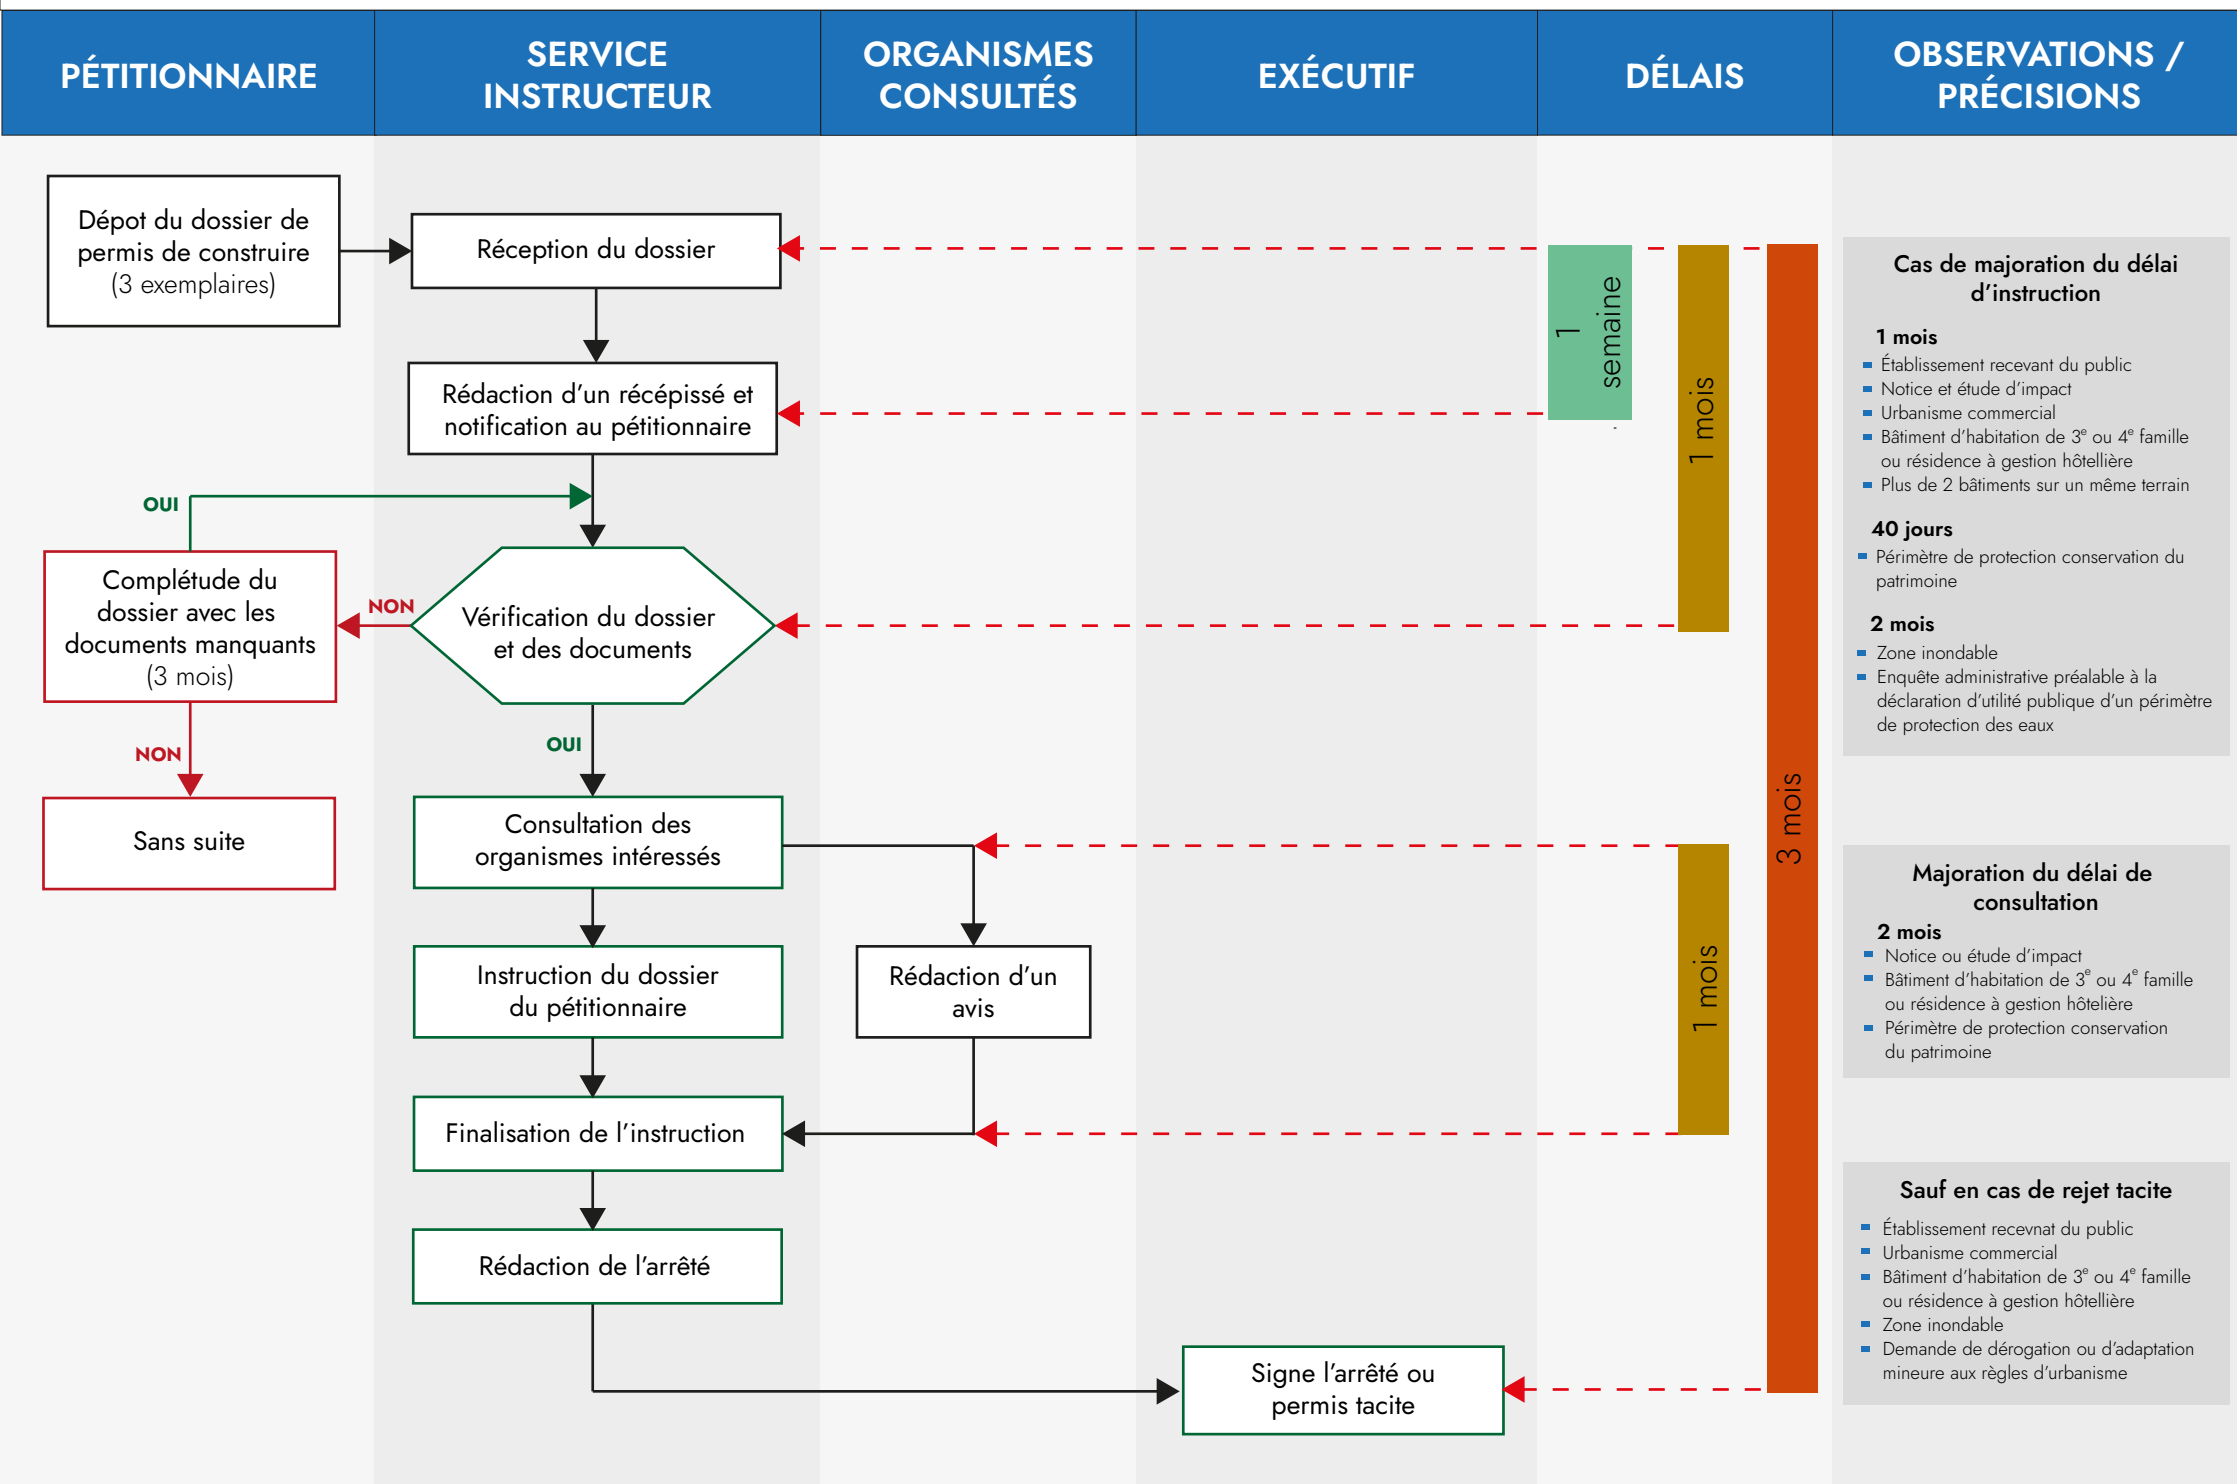 PÉTITIONNAIRE
SERVICE
INSTRUCTEUR
ORGANISMES
CONSULTÉS
EXÉCUTIF
DÉLAIS
OBSERVATIONS /
PRÉCISIONS
Dépot du dossier de
permis de construire
(3 exemplaires)
Réception du dossier
Rédaction d'un récépissé et
notification au pétitionnaire
OUI
Complétude du
dossier avec les
documents manquants
(3 mois)
NON
Vérification du dossier
et des documents
NON
OUI
Sans suite
Consultation des
organismes intéressés
Instruction du dossier
du pétitionnaire
Rédaction d'un
avis
Finalisation de l'instruction
Rédaction de l'arrêté
Signe l'arrêté ou
permis tacite
1
semaine
1 mois
3 mois
1 mois
Cas de majoration du délai
d'instruction
1 mois
Établissement recevant du public
Notice et étude d'impact
Urbanisme commercial
Bâtiment d'habitation de 3e ou 4e famille
ou résidence à gestion hôtellière
Plus de 2 bâtiments sur un même terrain
40 jours
Périmètre de protection conservation du
patrimoine
2 mois
Zone inondable
Enquête administrative préalable à la
déclaration d'utilité publique d'un périmètre
de protection des eaux
Majoration du délai de
consultation
2 mois
Notice ou étude d'impact
Bâtiment d'habitation de 3e ou 4e famille
ou résidence à gestion hôtelière
Périmètre de protection conservation
du patrimoine
Sauf en cas de rejet tacite
Établissement recevnat du public
Urbanisme commercial
Bâtiment d'habitation de 3e ou 4e famille
ou résidence à gestion hôtellière
Zone inondable
Demande de dérogation ou d'adaptation
mineure aux règles d'urbanisme